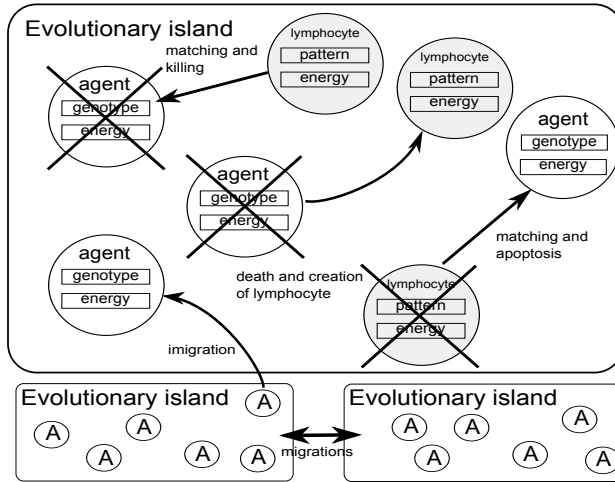 Evolutionary island
matching and
killing
agent
genotype
energy
lymphocyte
pattern
energy
lymphocyte
pattern
energy
agent
genotype
energy
agent
genotype
energy
death and creation
of lymphocyte
lymphocyte
pattern
energy
matching and
apoptosis
agent
genotype
energy
imigration
Evolutionary island
A
A
A
A
A
A
migrations
Evolutionary island
A
A
A
A
A
A